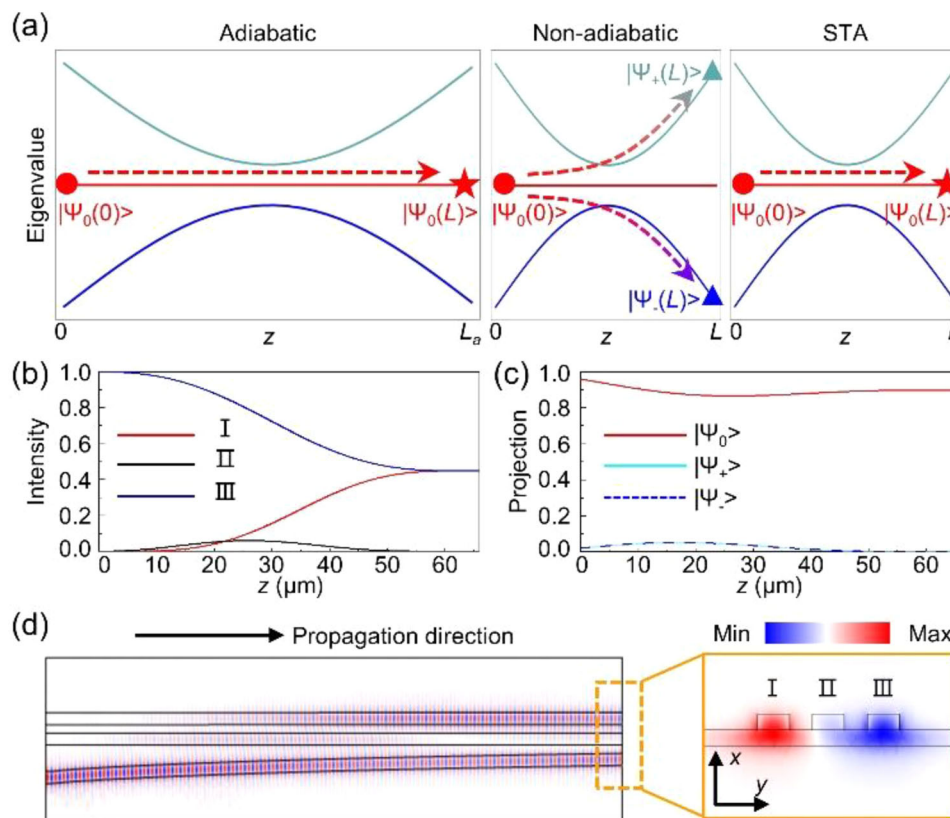 (a) Adiabatic Non-adiabatic STA
Eigenvalue
|Ψ₊(L)>
|Ψ₀(0)> |Ψ₀(L)> |Ψ₀(0)> |Ψ₀(0)> |Ψ₀(L)>
|Ψ₋(L)>
0 z Lₐ 0 z L 0 z
(b) (c)
Intensity
1.0
0.8
0.6
0.4
0.2
0.0
I
II
III
0 10 20 30 40 50 60
z (μm)
Projection
1.0
0.8
0.6
0.4
0.2
0.0
|Ψ₀>
|Ψ₊>
|Ψ₋>
0 10 20 30 40 50 60
z (μm)
(d) Propagation direction Min Max
I II III
x
y